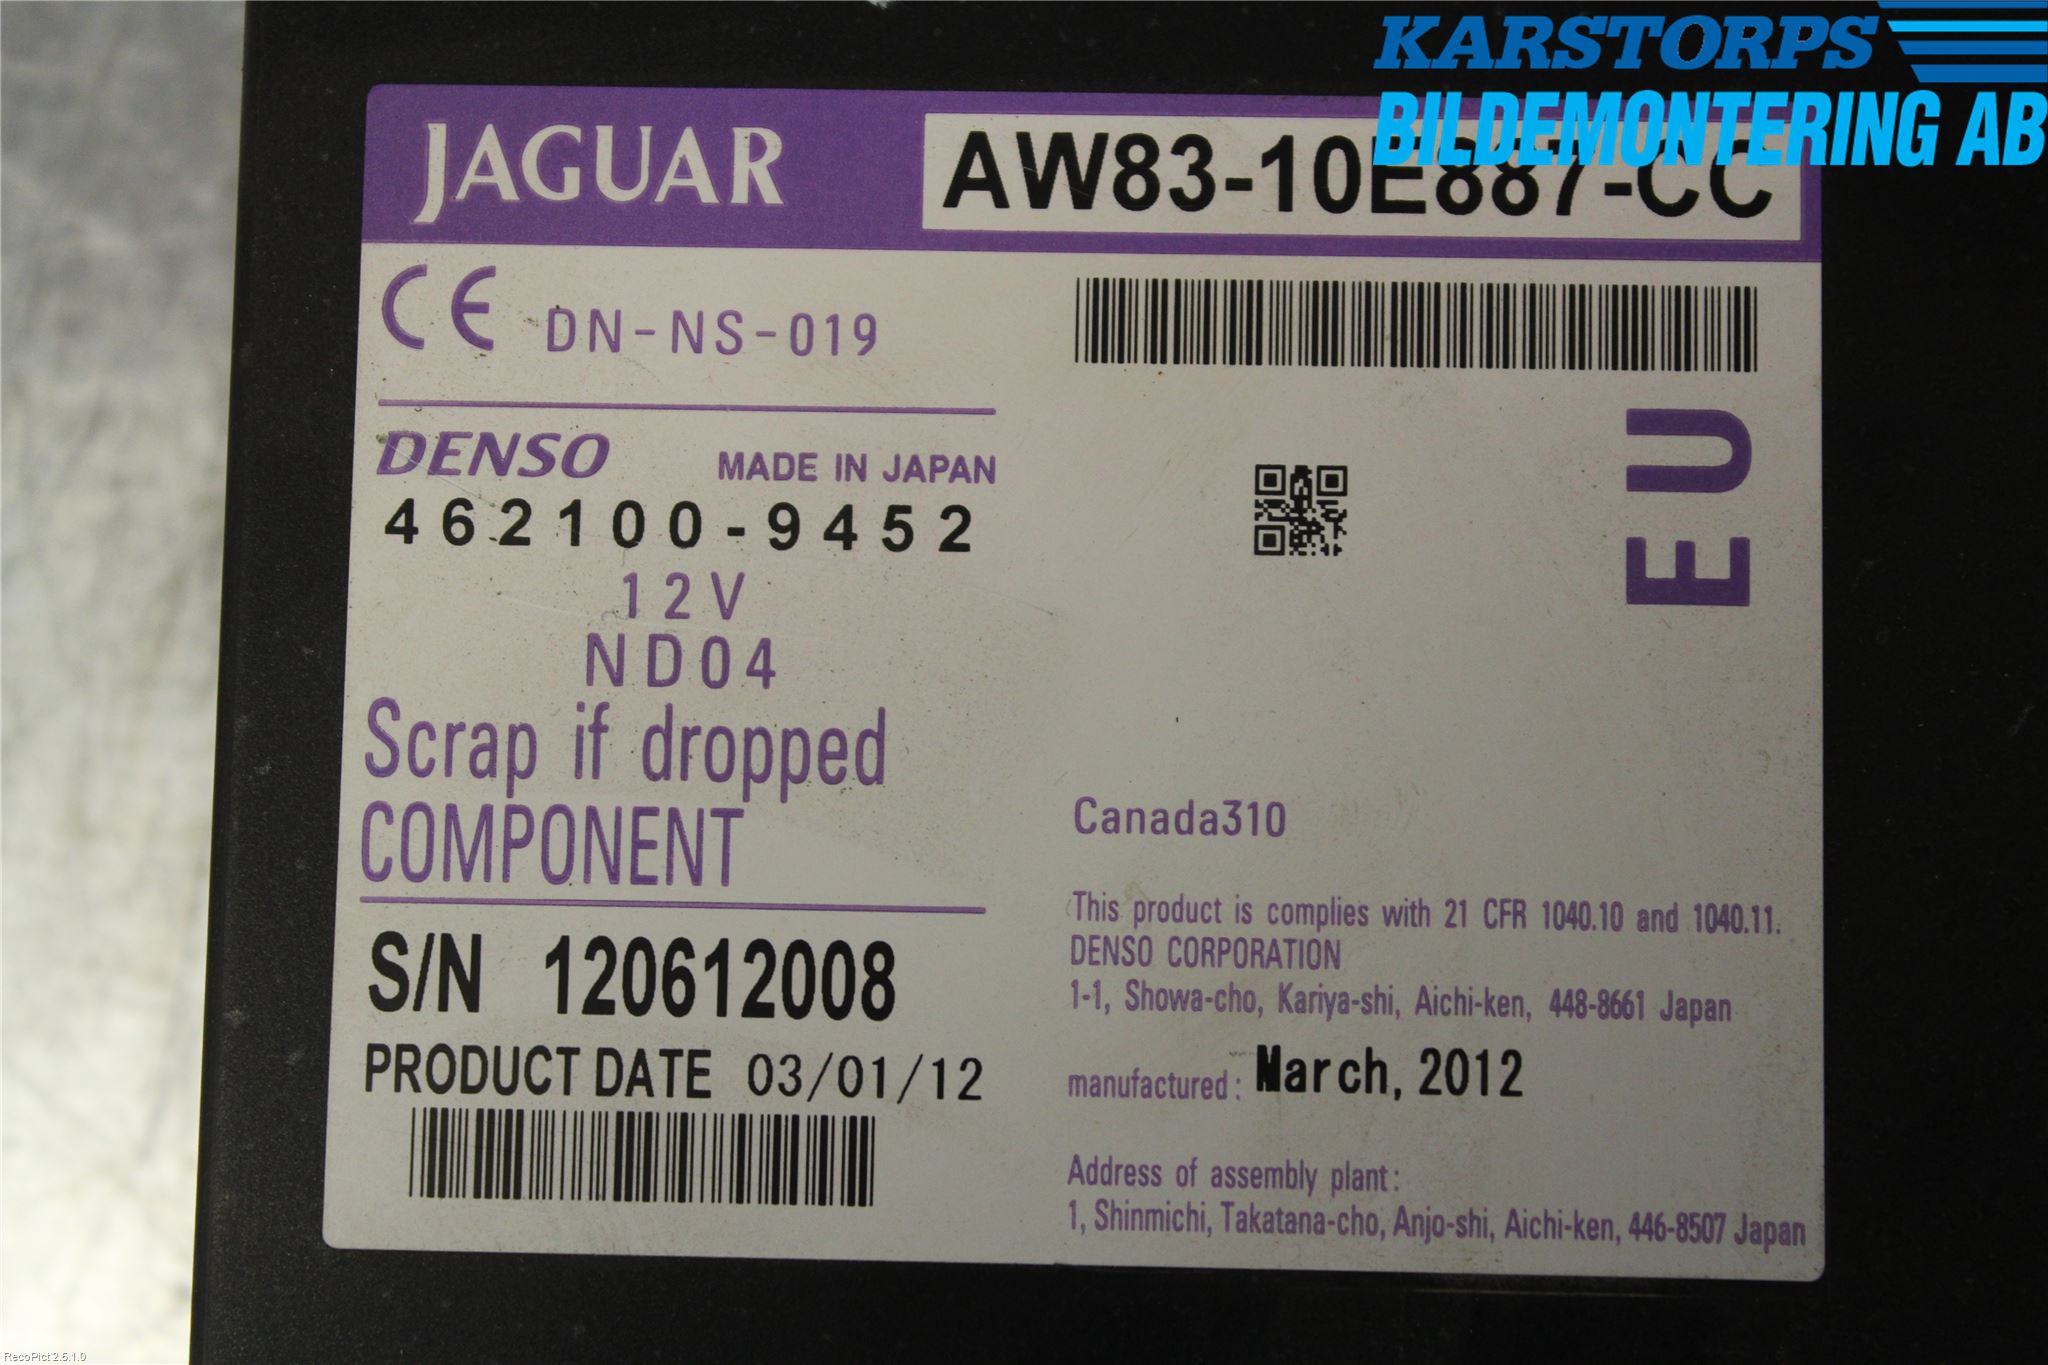 KARSTORPS
BILDEMONTERING AB
JAGUAR
AW83-10E887-CC
CE DN-NS-019
DENSO MADE IN JAPAN
462100-9452
12V
ND04
Scrap if dropped
COMPONENT
S/N 120612008
PRODUCT DATE 03/01/12
EU
Canada310
This product is complies with 21 CFR 1040.10 and 1040.11.
DENSO CORPORATION
1-1, Showa-cho, Kariya-shi, Aichi-ken, 448-8661 Japan
manufactured: March, 2012
Address of assembly plant:
1, Shinmichi, Takatana-cho, Anjo-shi, Aichi-ken, 446-8507 Japan
RecoPict 2.5.1.0